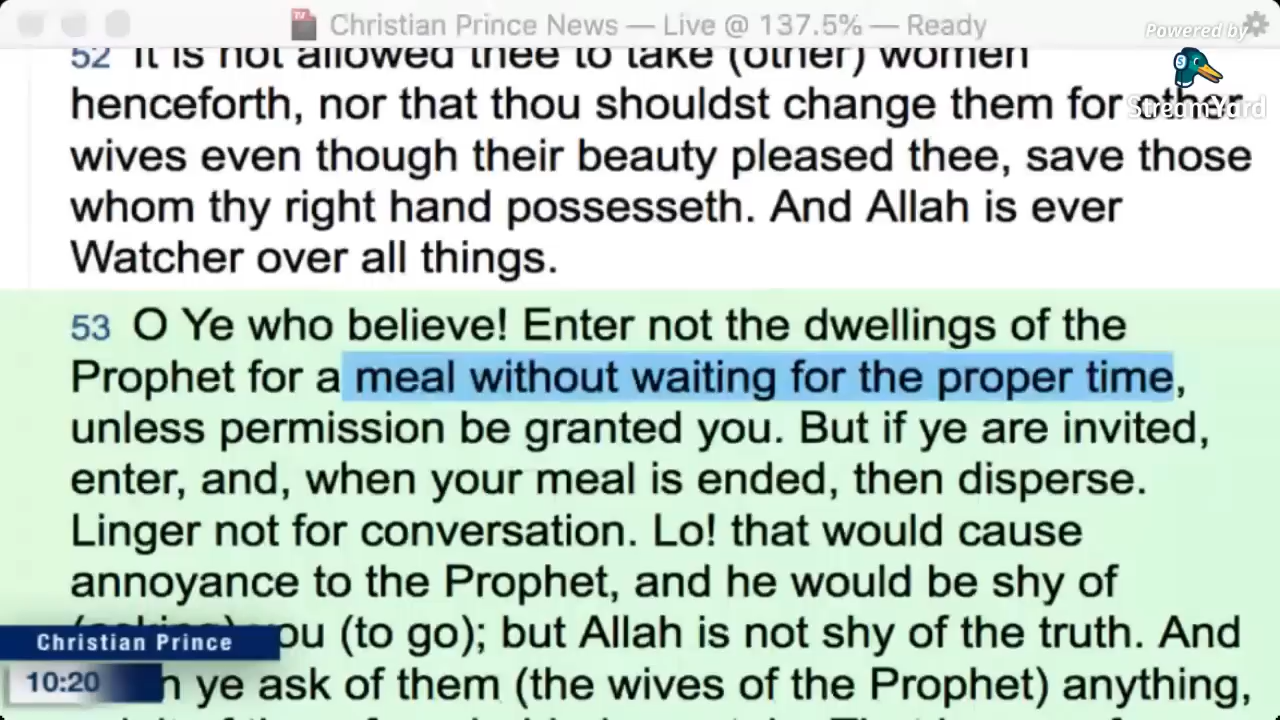 Christian Prince News — Live @ 137.5% — Ready
Powered by
StreamYard
52 It is not allowed thee to take (other) women
henceforth, nor that thou shouldst change them for other
wives even though their beauty pleased thee, save those
whom thy right hand possesseth. And Allah is ever
Watcher over all things.
53 O Ye who believe! Enter not the dwellings of the
Prophet for a meal without waiting for the proper time,
unless permission be granted you. But if ye are invited,
enter, and, when your meal is ended, then disperse.
Linger not for conversation. Lo! that would cause
annoyance to the Prophet, and he would be shy of
(asking) you (to go); but Allah is not shy of the truth. And
ye ask of them (the wives of the Prophet) anything,
Christian Prince
10:20